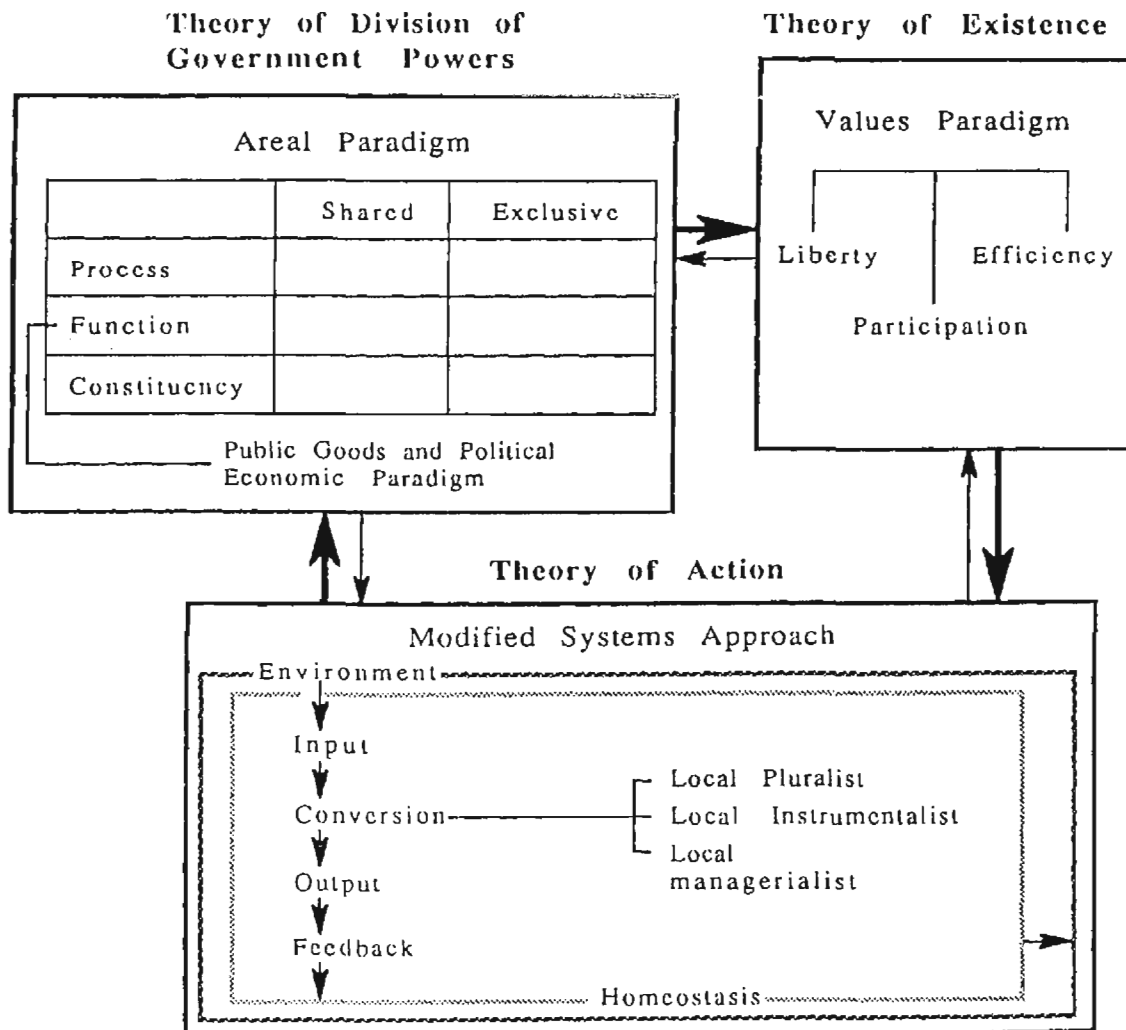 Theory of Division of
Government Powers
Theory of Existence
Areal Paradigm
Shared Exclusive
Process
Function
Constituency
Public Goods and Political
Economic Paradigm
Values Paradigm
Liberty Efficiency
Participation
Theory of Action
Modified Systems Approach
Environment
Input
Conversion
Output
Feedback
Local Pluralist
Local Instrumentalist
Local
managerialist
Homeostasis